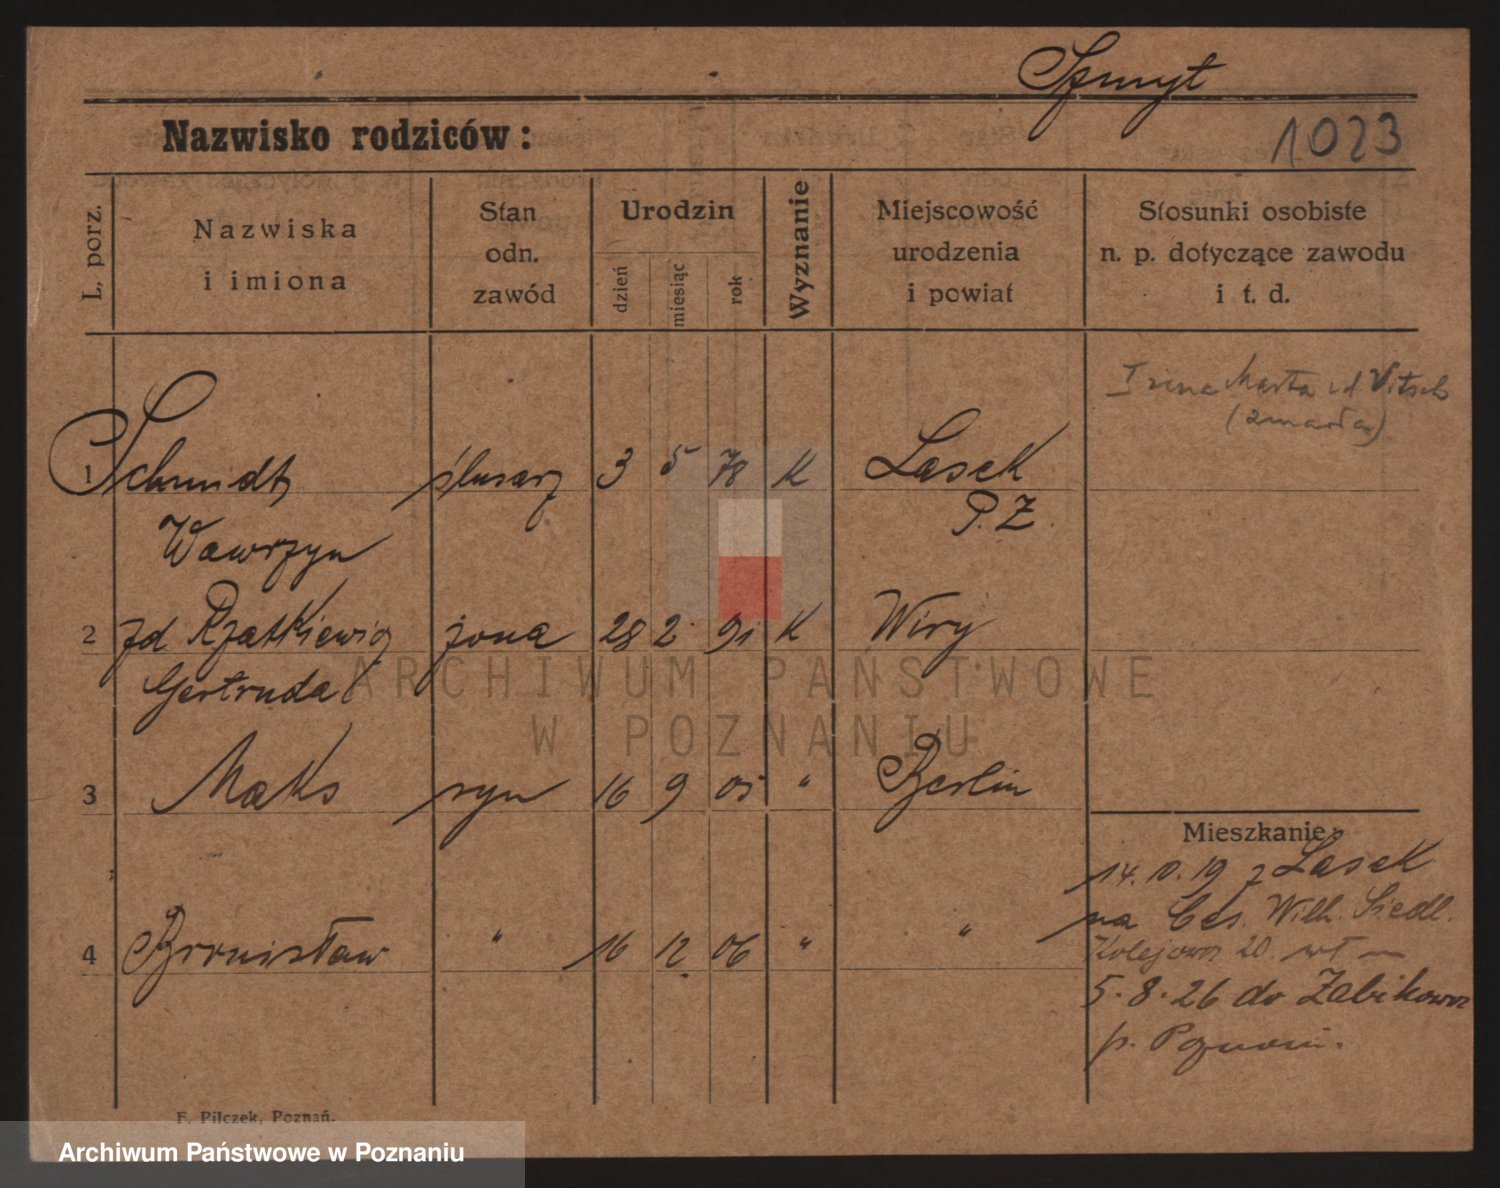 Szmyt
Nazwisko rodziców:
1023
L. porz.
Nazwiska
i imiona
Stan
odn.
zawód
Urodzin
dzień
miesiąc
rok
Wyznanie
Miejscowość
urodzenia
i powiat
Stosunki osobiste
n. p. dotyczące zawodu
i t. d.
Irena Marta
(zmarła)
1 Schmidt ślusarz 3 5 78 K Lasek
Wawrzyn P. Z.
2 zd Rzatkiewicz żona 28 2 91 K Wiry
Gertruda
3 Maks syn 16 9 05 " Berlin
4 Bronisław " 16 12 06 " "
Mieszkanie
14. 10. 19 z Lasek
na Ces. Wilh. Siedl.
Kolejowa 20.
5. 8. 26 do Żabikowa
p. Poznań.
F. Pilczek, Poznań.
ARCHIWUM PAŃSTWOWE
W POZNANIU
Archiwum Państwowe w Poznaniu